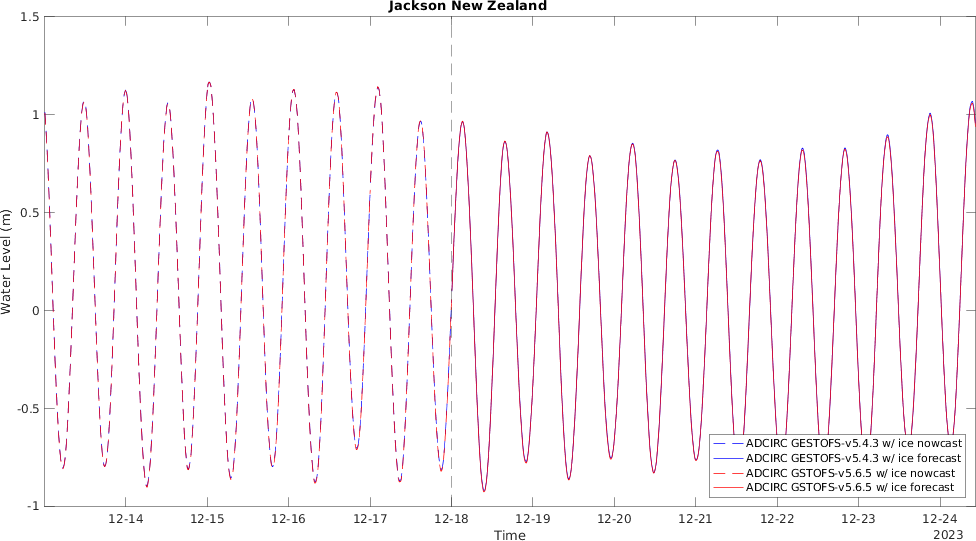 Jackson New Zealand
1.5
1
0.5
0
-0.5
-1
Water Level (m)
ADCIRC GESTOFS-v5.4.3 w/ ice nowcast
ADCIRC GESTOFS-v5.4.3 w/ ice forecast
ADCIRC GSTOFS-v5.6.5 w/ ice nowcast
ADCIRC GSTOFS-v5.6.5 w/ ice forecast
12-14 12-15 12-16 12-17 12-18 12-19 12-20 12-21 12-22 12-23 12-24
Time
2023